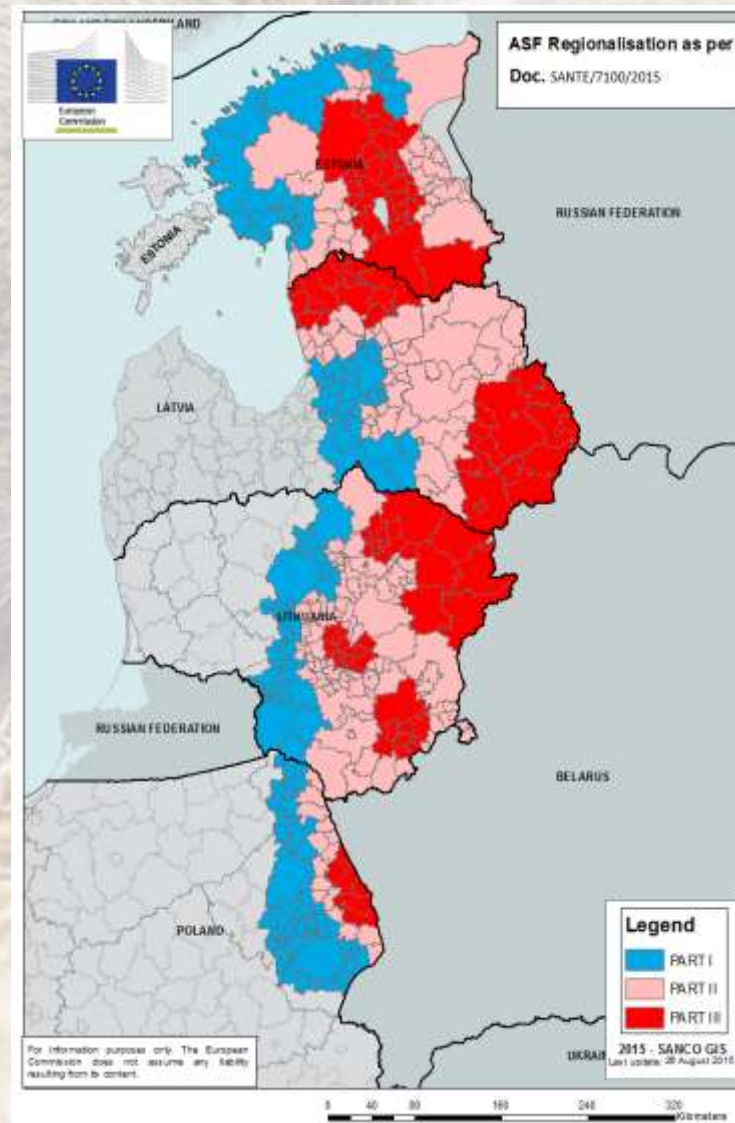 European
Commission
ASF Regionalisation as per
Doc. SANTE/7100/2015
ESTONIA
RUSSIAN FEDERATION
ESTONIA
LATVIA
LITHUANIA
RUSSIAN FEDERATION
BELARUS
POLAND
Legend
PART I
PART II
PART III
2015 - SANCO GIS
For information purposes only. The European
Commission does not assume any liability
resulting from its content.
0 40 80 160 240 320
Kilometers